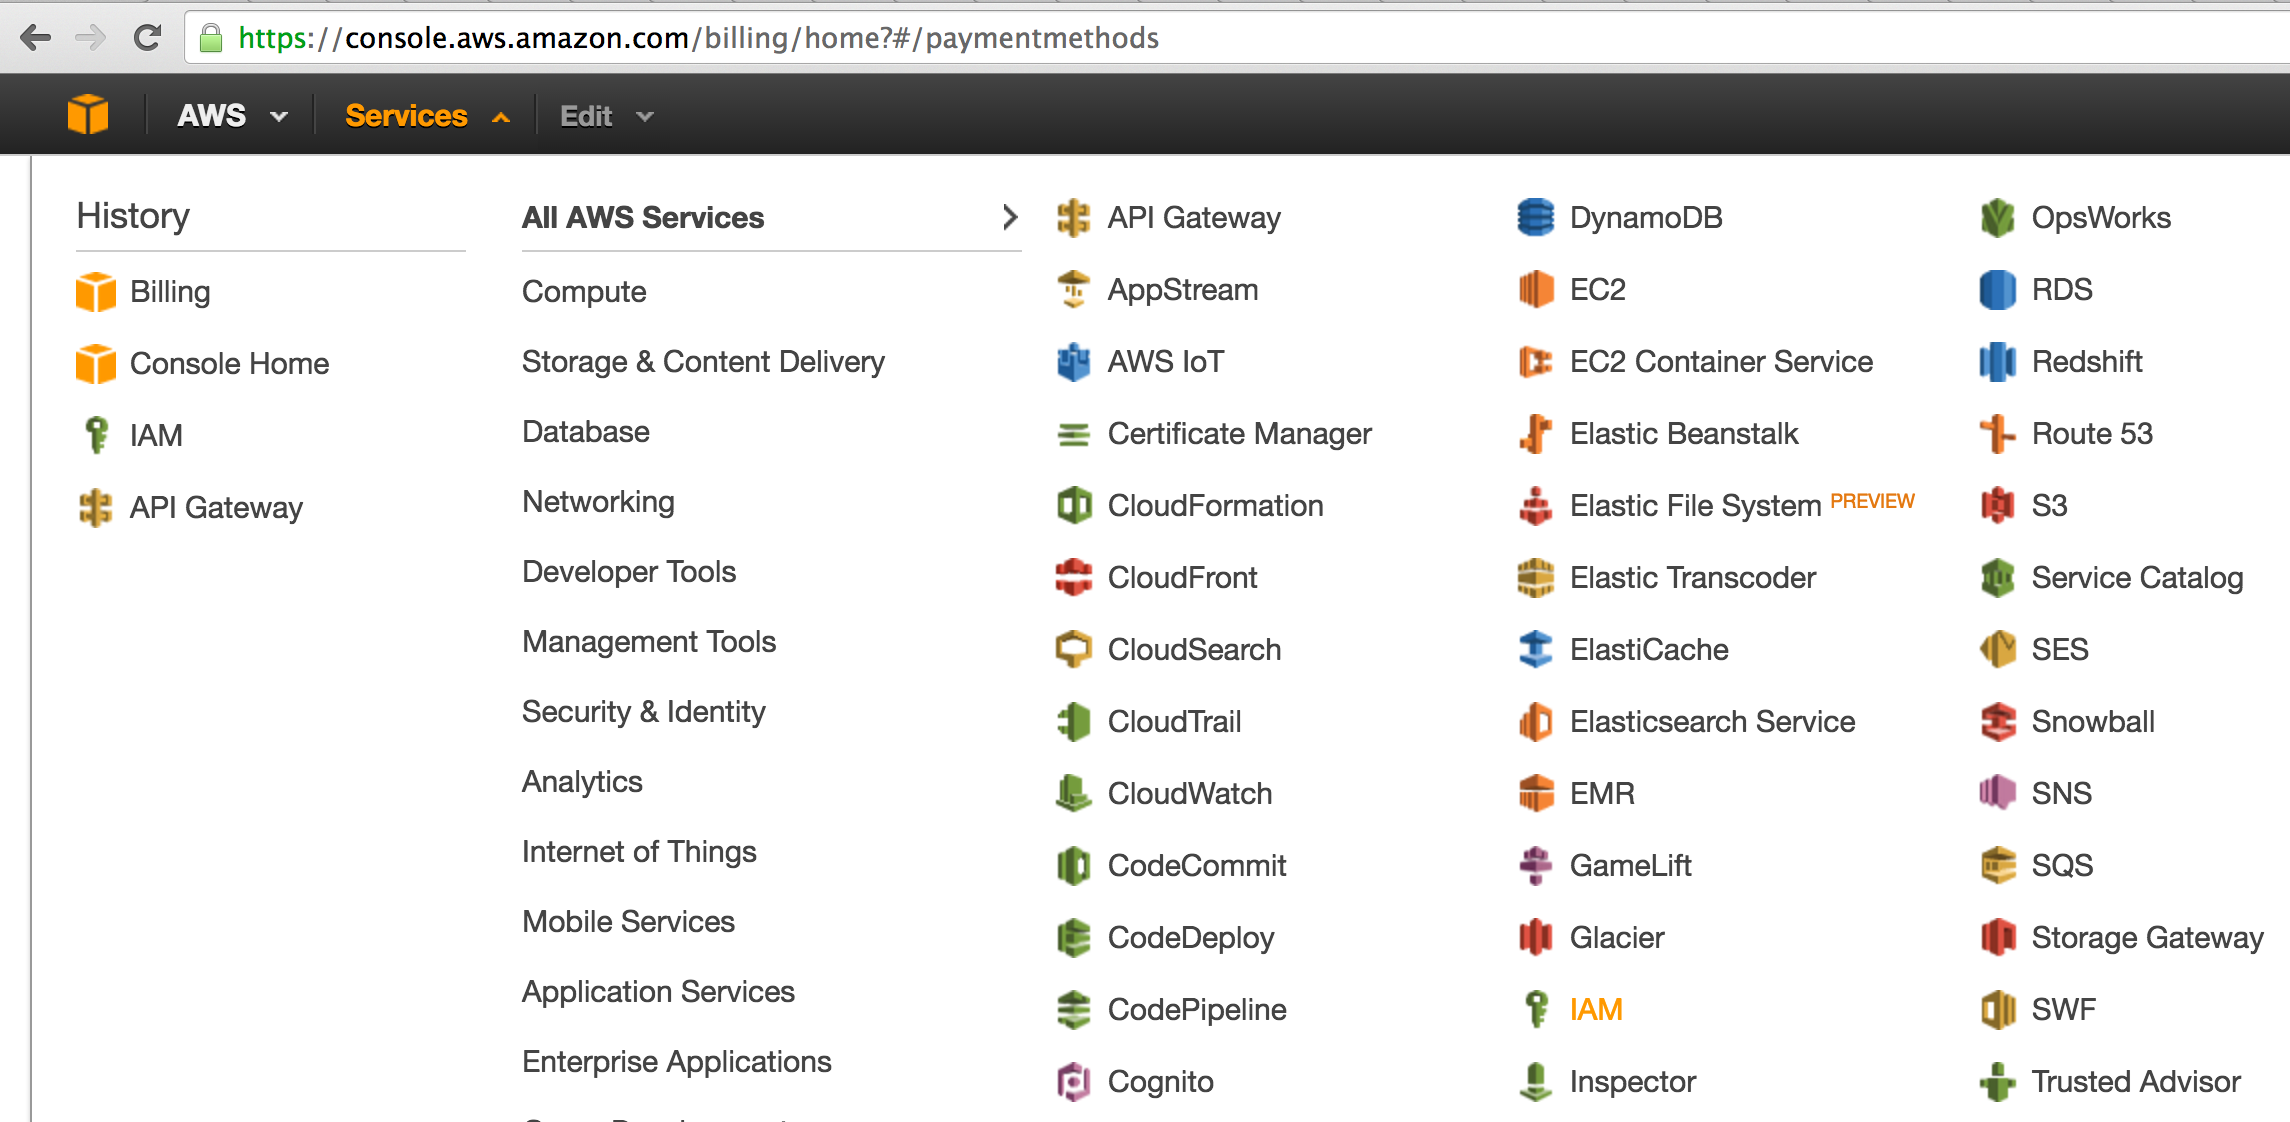 https://console.aws.amazon.com/billing/home?#/paymentmethods
AWS Services Edit
History
Billing
Console Home
IAM
API Gateway
All AWS Services
Compute
Storage & Content Delivery
Database
Networking
Developer Tools
Management Tools
Security & Identity
Analytics
Internet of Things
Mobile Services
Application Services
Enterprise Applications
API Gateway
AppStream
AWS IoT
Certificate Manager
CloudFormation
CloudFront
CloudSearch
CloudTrail
CloudWatch
CodeCommit
CodeDeploy
CodePipeline
Cognito
DynamoDB
EC2
EC2 Container Service
Elastic Beanstalk
Elastic File System PREVIEW
Elastic Transcoder
ElastiCache
Elasticsearch Service
EMR
GameLift
Glacier
IAM
Inspector
OpsWorks
RDS
Redshift
Route 53
S3
Service Catalog
SES
Snowball
SNS
SQS
Storage Gateway
SWF
Trusted Advisor